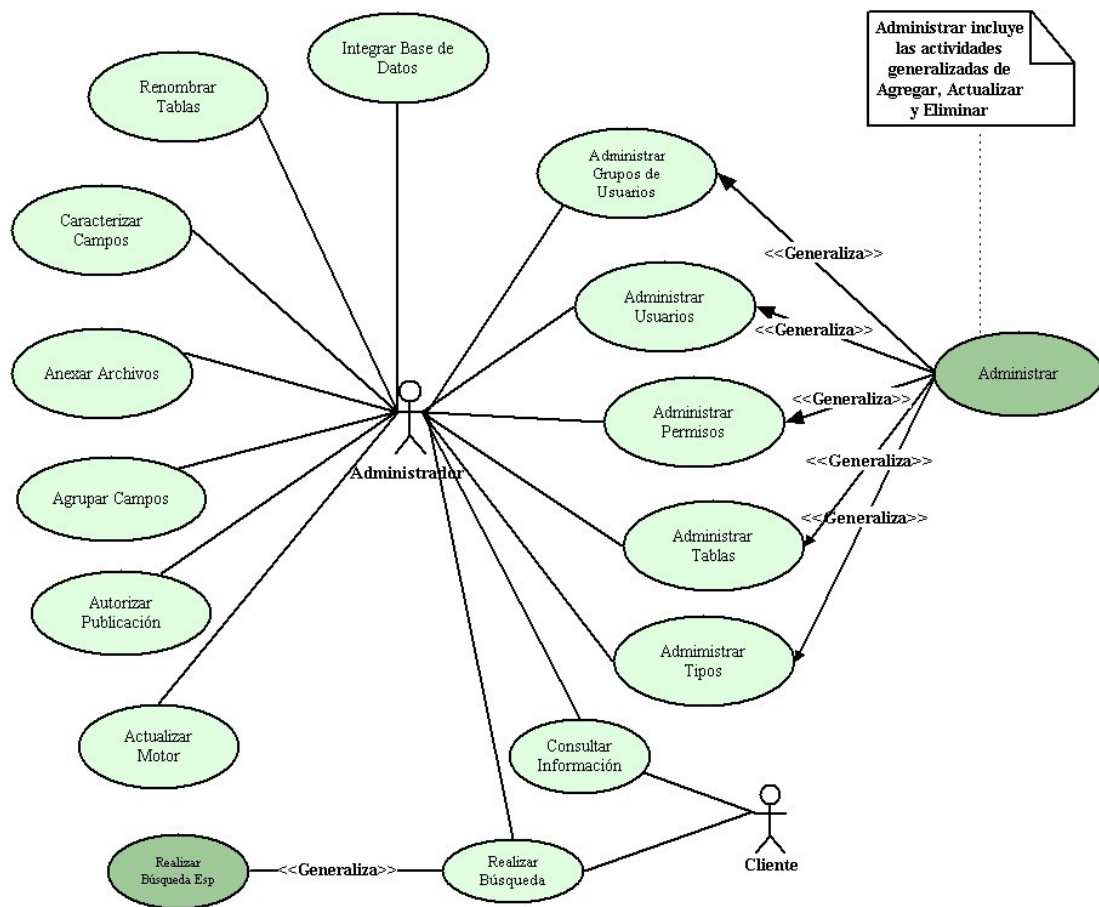 Integrar Base de
Datos
Renombrar
Tablas
Administrar incluye
las actividades
generalizadas de
Agregar, Actualizar
y Eliminar
Administrar
Grupos de
Usuarios
Caracterizar
Campos
<<Generaliza>>
Administrar
Usuarios
<<Generaliza>>
Anexar Archivos
Administrar
<<Generaliza>>
Administrar
Permisos
Administrador
<<Generaliza>>
Agrupar Campos
<<Generaliza>>
Administrar
Tablas
Autorizar
Publicación
Admimistrar
Tipos
Actualizar
Motor
Consultar
Información
Cliente
Realizar
Búsqueda Esp
<<Generaliza>>
Realizar
Búsqueda